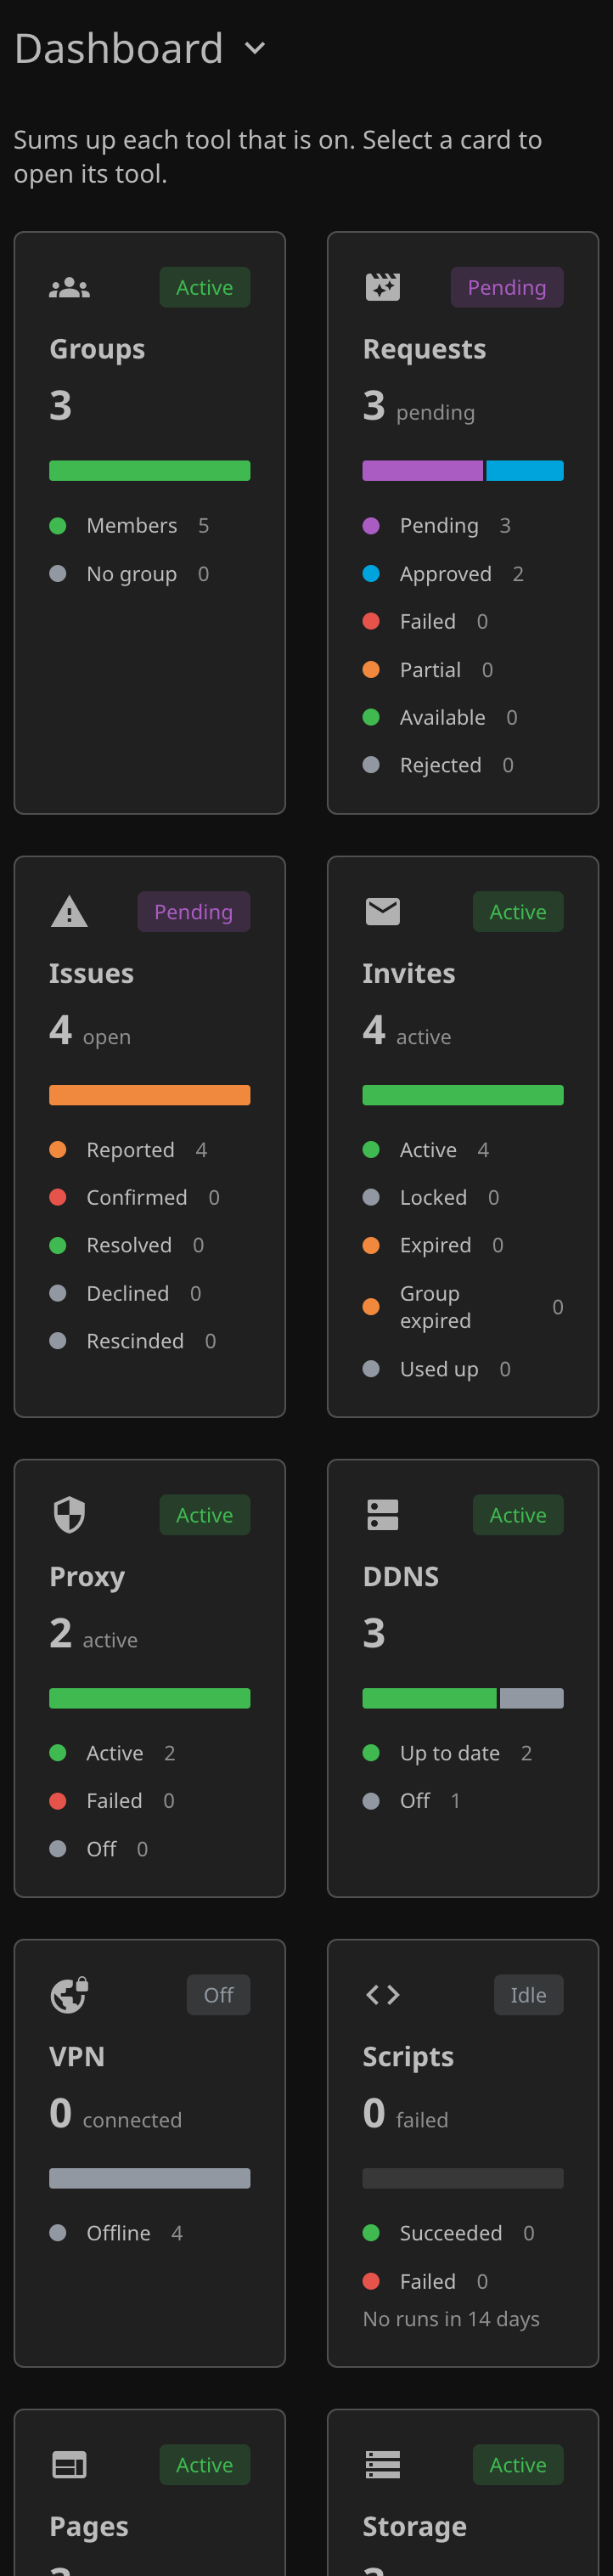 Dashboard
Sums up each tool that is on. Select a card to
open its tool.
Active
Groups
3
Members 5
No group 0
Pending
Requests
3 pending
Pending 3
Approved 2
Failed 0
Partial 0
Available 0
Rejected 0
Pending
Issues
4 open
Reported 4
Confirmed 0
Resolved 0
Declined 0
Rescinded 0
Active
Invites
4 active
Active 4
Locked 0
Expired 0
Group
expired 0
Used up 0
Active
Proxy
2 active
Active 2
Failed 0
Off 0
Active
DDNS
3
Up to date 2
Off 1
Off
VPN
0 connected
Offline 4
Idle
Scripts
0 failed
Succeeded 0
Failed 0
No runs in 14 days
Active
Pages
Active
Storage